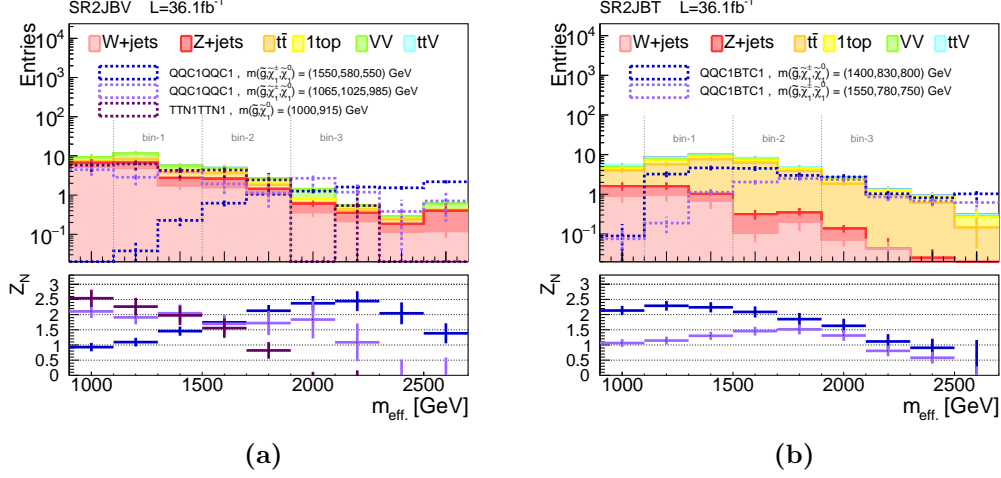 SR2JBV L=36.1fb⁻¹
Entries
10⁴
10³
10²
10
1
10⁻¹
W+jets Z+jets tt̄ 1top VV ttV
QQC1QQC1 , m(g̃,χ̃₁±,χ̃₁⁰) = (1550,580,550) GeV
QQC1QQC1 , m(g̃,χ̃₁±,χ̃₁⁰) = (1065,1025,985) GeV
TTN1TTN1 , m(g̃,χ̃₁⁰) = (1000,915) GeV
bin-1 bin-2 bin-3
Z_N
3
2.5
2
1.5
1
0.5
0
1000 1500 2000 2500
m_eff. [GeV]
(a)
SR2JBT L=36.1fb⁻¹
Entries
10⁴
10³
10²
10
1
10⁻¹
W+jets Z+jets tt̄ 1top VV ttV
QQC1BTC1 , m(g̃,χ̃₁±,χ̃₁⁰) = (1400,830,800) GeV
QQC1BTC1 , m(g̃,χ̃₁±,χ̃₁⁰) = (1550,780,750) GeV
bin-1 bin-2 bin-3
Z_N
3
2.5
2
1.5
1
0.5
0
1000 1500 2000 2500
m_eff. [GeV]
(b)